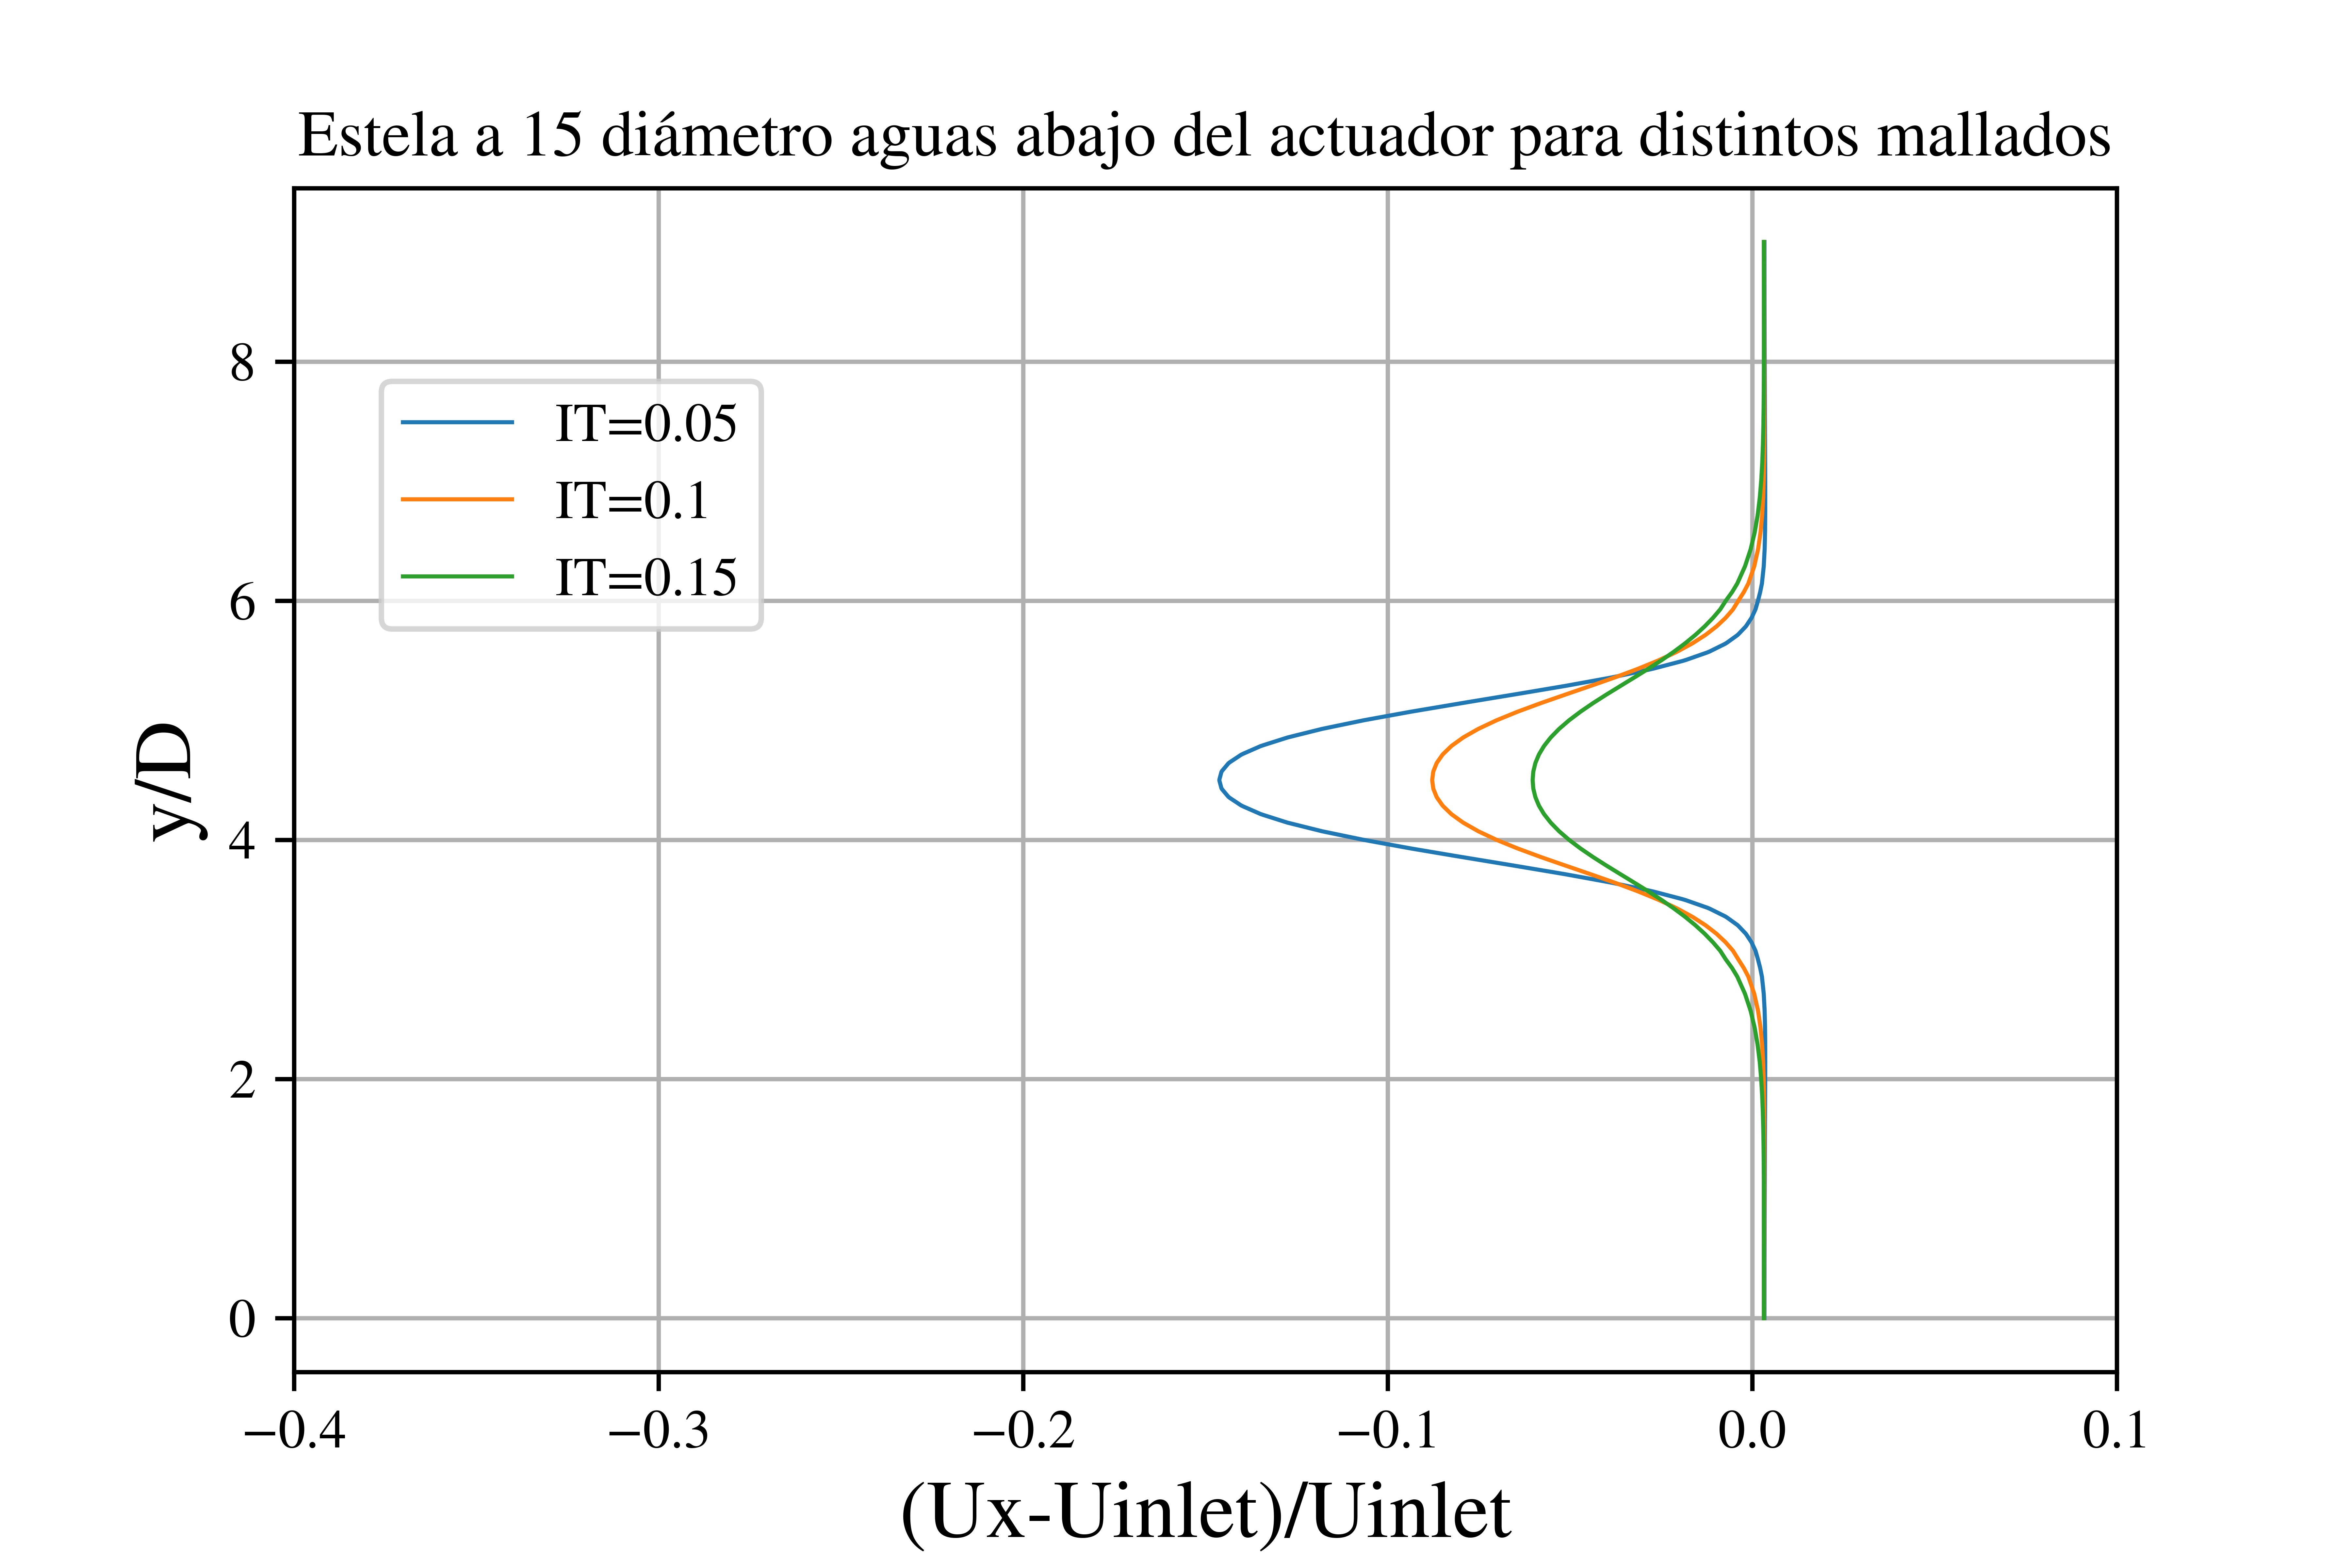 Estela a 15 diámetro aguas abajo del actuador para distintos mallados
8
6
4
2
0
y/D
IT=0.05
IT=0.1
IT=0.15
−0.4 −0.3 −0.2 −0.1 0.0 0.1
(Ux-Uinlet)/Uinlet